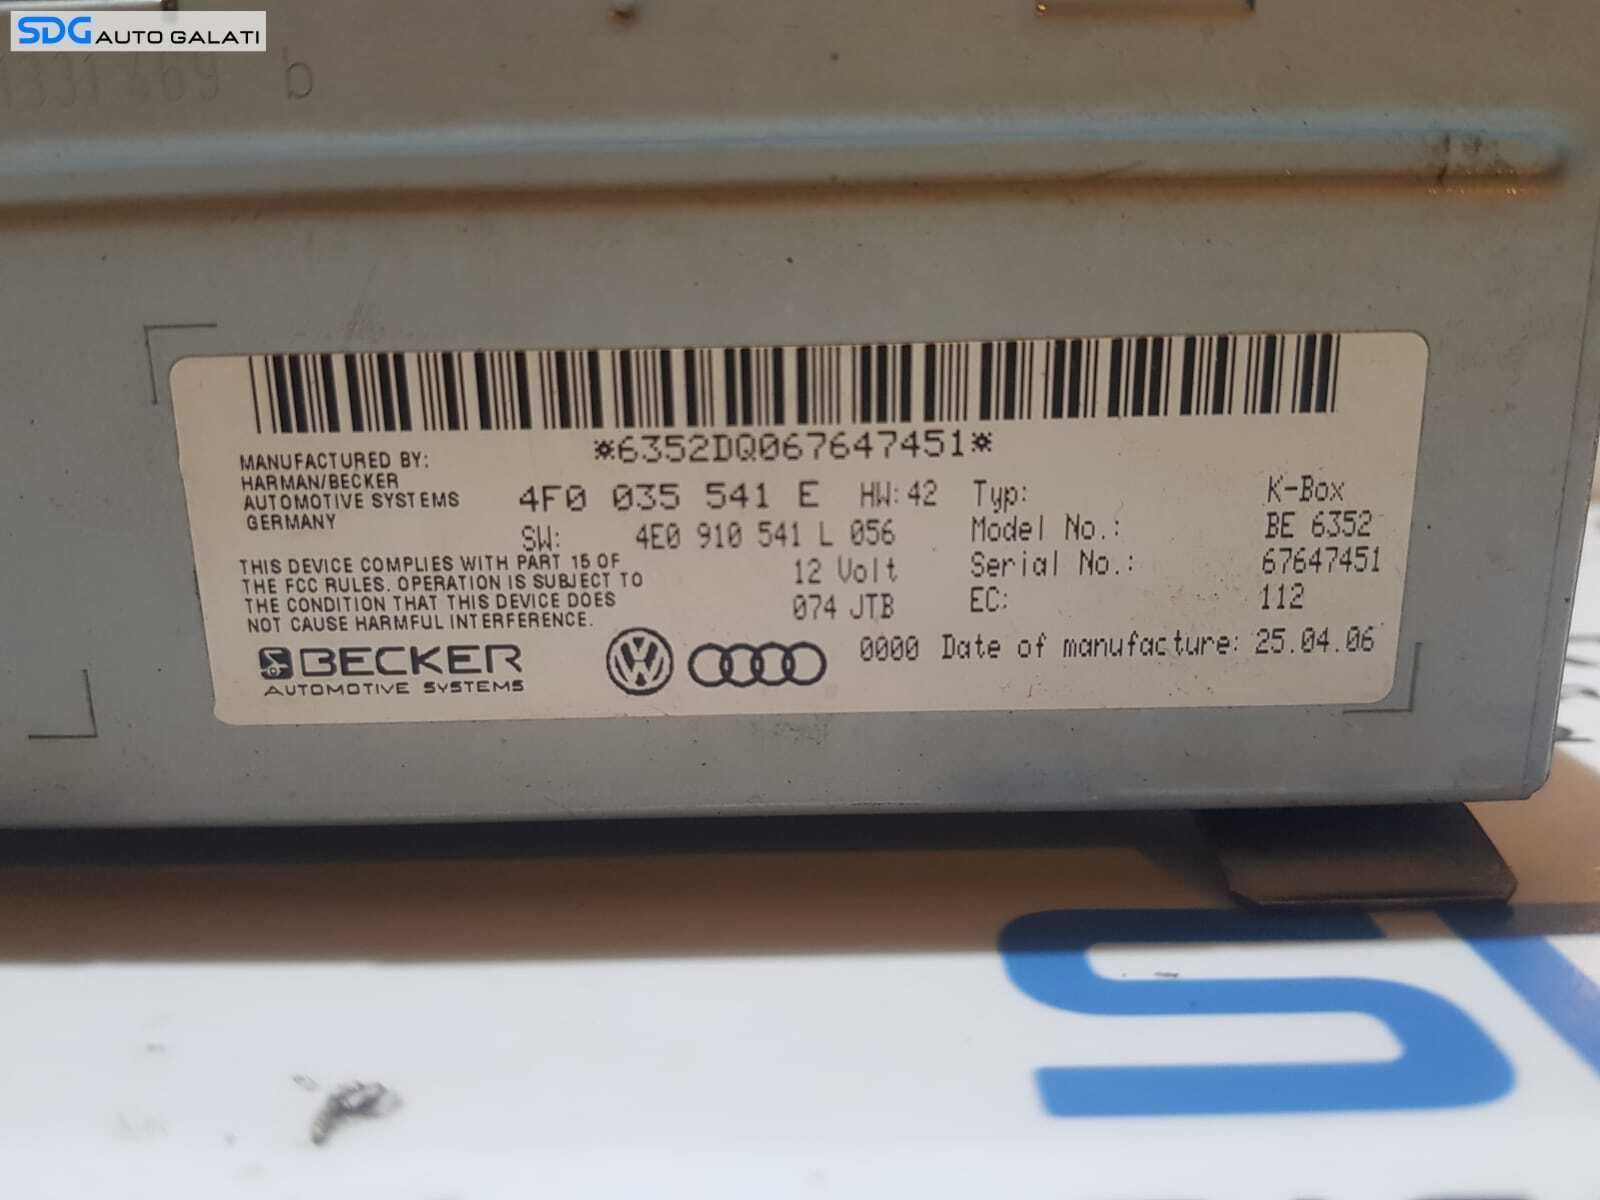 SDG AUTO GALATI
*6352DQ067647451*
MANUFACTURED BY:
HARMAN/BECKER
AUTOMOTIVE SYSTEMS
GERMANY
4F0 035 541 E HW: 42
SW: 4E0 910 541 L 056
12 Volt
074 JTB
Typ: K-Box
Model No.: BE 6352
Serial No.: 67647451
EC: 112
THIS DEVICE COMPLIES WITH PART 15 OF
THE FCC RULES. OPERATION IS SUBJECT TO
THE CONDITION THAT THIS DEVICE DOES
NOT CAUSE HARMFUL INTERFERENCE.
BECKER
AUTOMOTIVE SYSTEMS
0000 Date of manufacture: 25.04.06